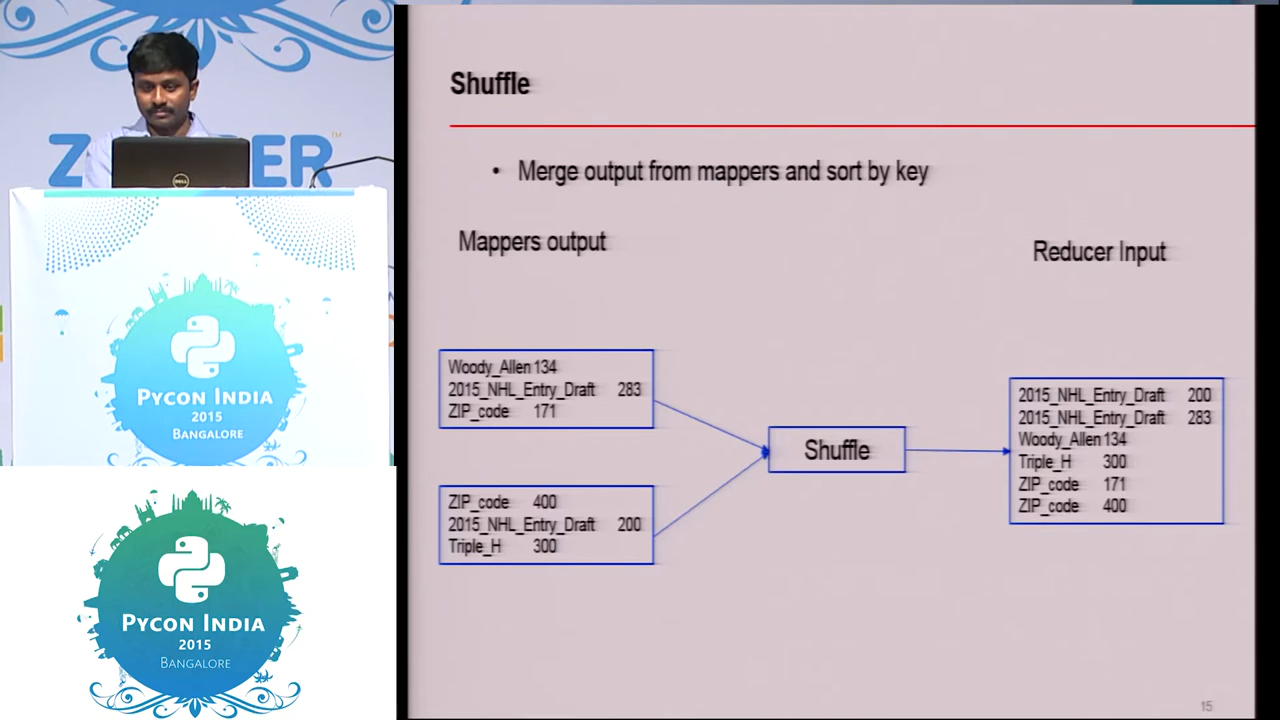 Shuffle
• Merge output from mappers and sort by key
Mappers output
Reducer Input
Woody_Allen 134
2015_NHL_Entry_Draft 283
ZIP_code 171
ZIP_code 400
2015_NHL_Entry_Draft 200
Triple_H 300
Shuffle
2015_NHL_Entry_Draft 200
2015_NHL_Entry_Draft 283
Woody_Allen 134
Triple_H 300
ZIP_code 171
ZIP_code 400
15
DELL
PYCON INDIA
2015
BANGALORE
PYCON INDIA
2015
BANGALORE